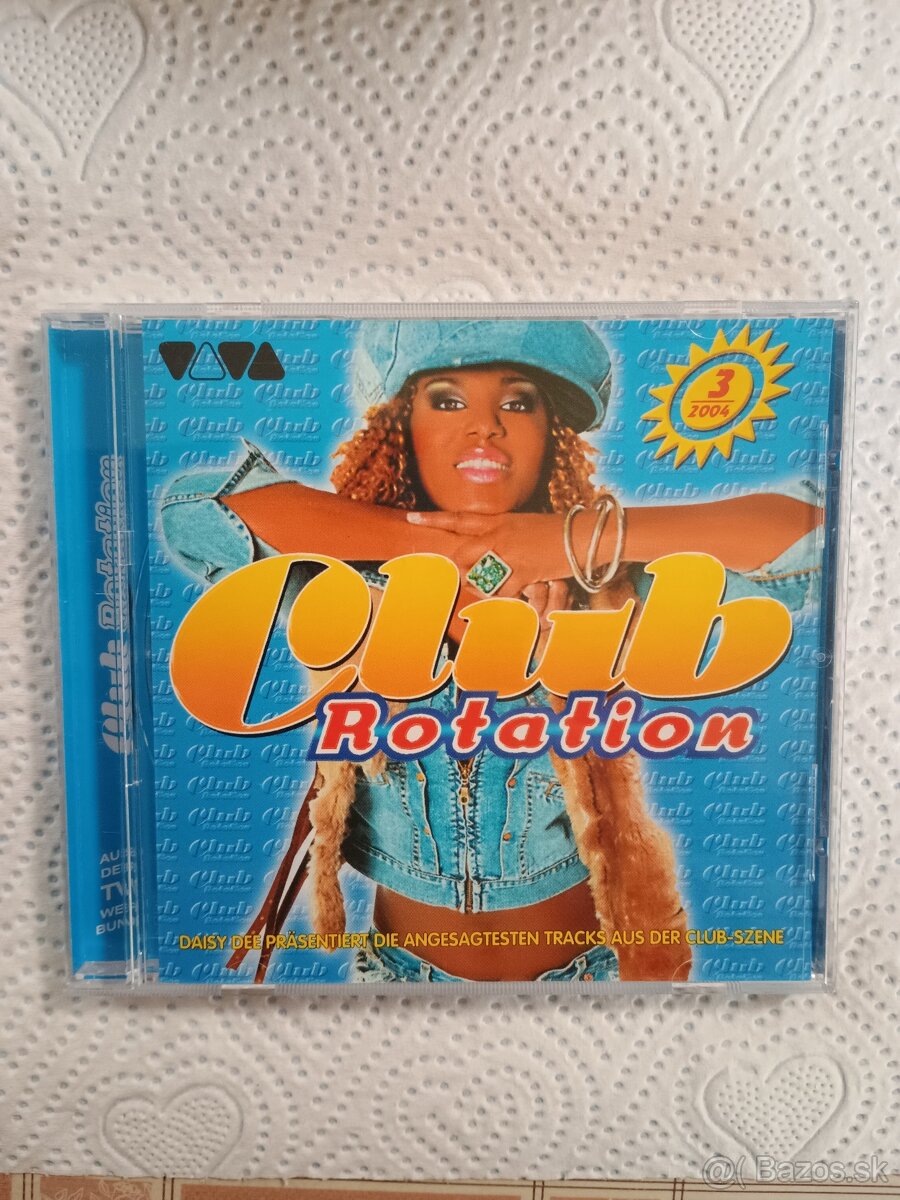 VIVA
3
2004
Club
Rotation
Club Rotation
TV
DAISY DEE PRÄSENTIERT DIE ANGESAGTESTEN TRACKS AUS DER CLUB-SZENE
Bazos.sk